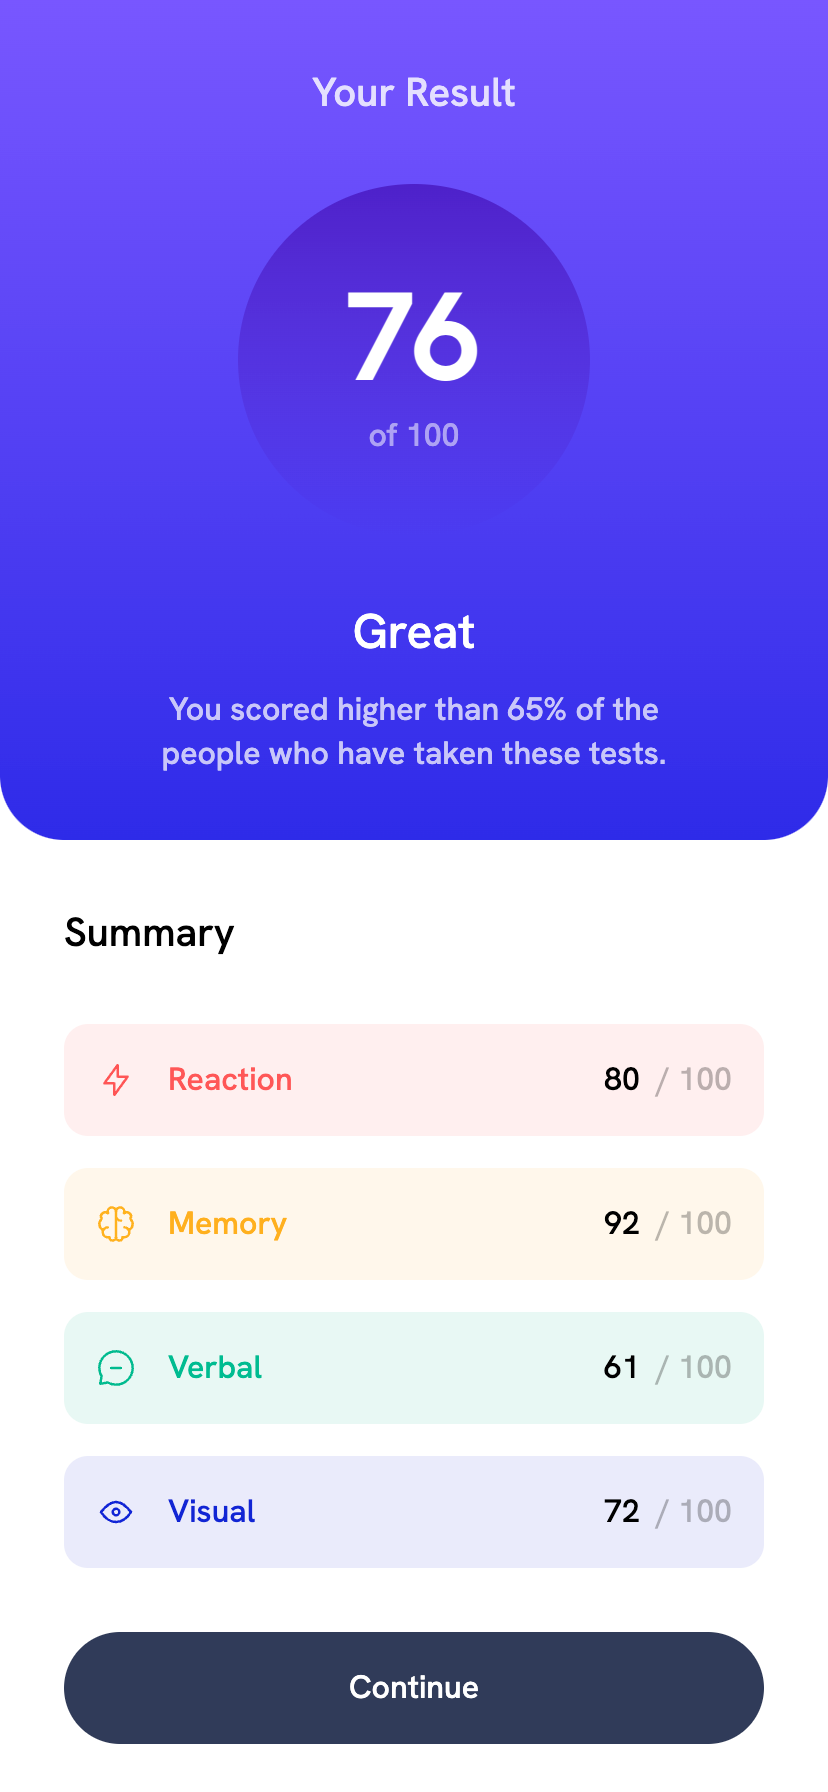 Your Result
76
of 100
Great
You scored higher than 65% of the
people who have taken these tests.
Summary
Reaction 80 / 100
Memory 92 / 100
Verbal 61 / 100
Visual 72 / 100
Continue